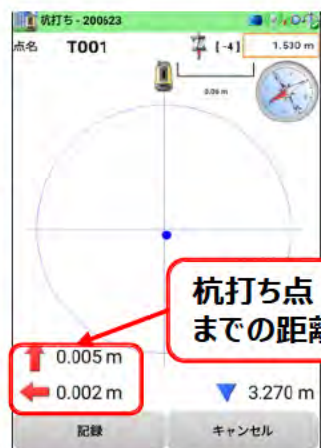 杭打ち - 200623
点名 T001 [-4] 1.530 m
0.06 m
杭打ち点
までの距離
0.005 m
0.002 m 3.270 m
記録 キャンセル